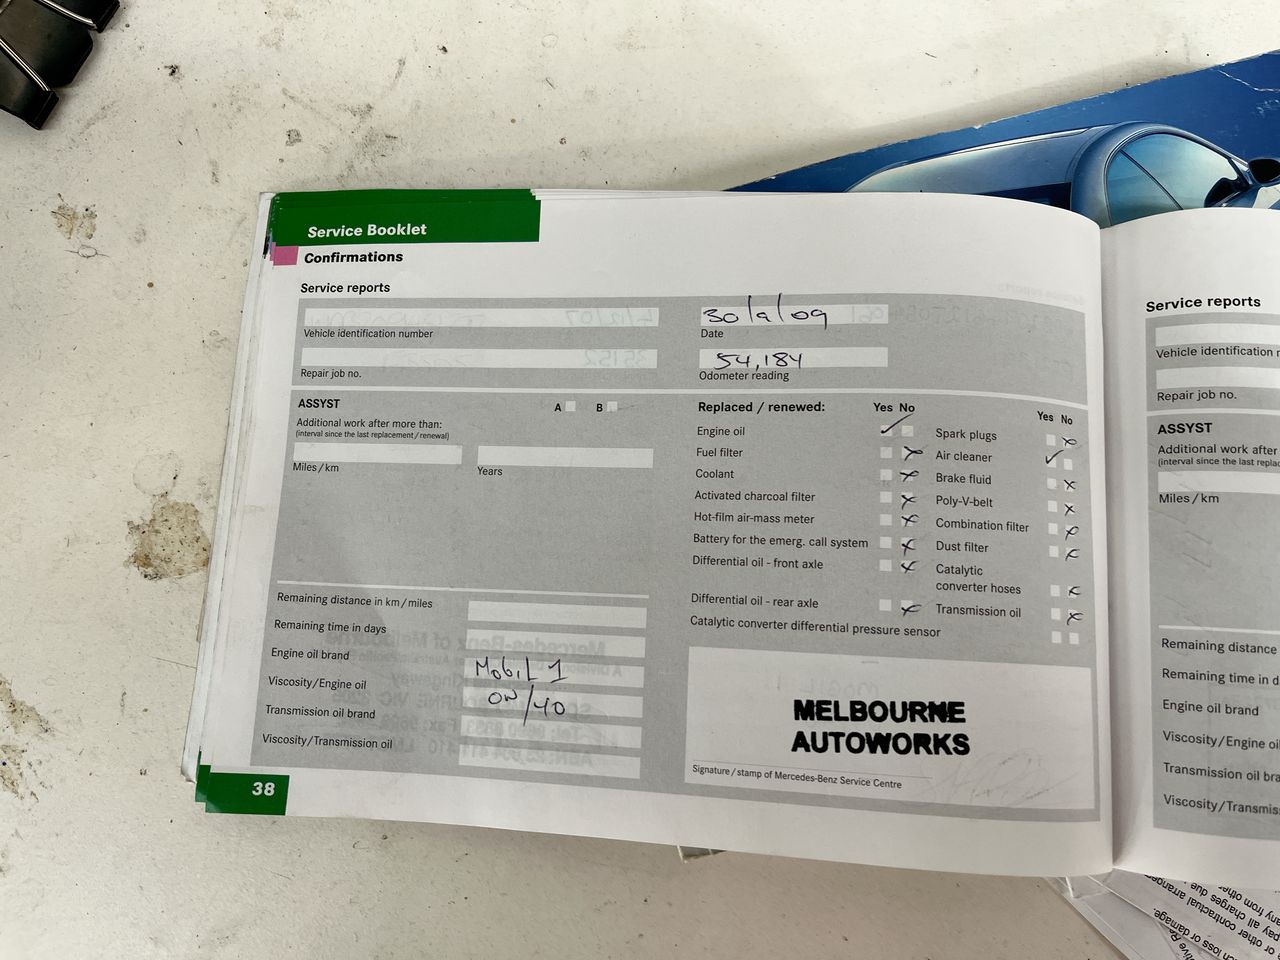 Service Booklet
Confirmations
Service reports
Vehicle identification number
30/9/09
Date
Repair job no.
54,184
Odometer reading
ASSYST
A B
Additional work after more than:
(interval since the last replacement / renewal)
Miles/km
Years
Remaining distance in km/miles
Remaining time in days
Engine oil brand
Mobil 1
Viscosity/Engine oil
0W/40
Transmission oil brand
Viscosity/Transmission oil
38
Replaced / renewed:
Yes No
Yes No
Engine oil
Spark plugs
Fuel filter
Air cleaner
Coolant
Brake fluid
Activated charcoal filter
Poly-V-belt
Hot-film air-mass meter
Combination filter
Battery for the emerg. call system
Dust filter
Differential oil - front axle
Catalytic
converter hoses
Differential oil - rear axle
Transmission oil
Catalytic converter differential pressure sensor
MELBOURNE
AUTOWORKS
Signature/stamp of Mercedes-Benz Service Centre
Service reports
Vehicle identification
Repair job no.
ASSYST
Additional work after
(interval since the last
Miles/km
Remaining distance
Remaining time in
Engine oil brand
Viscosity/Engine
Transmission oil